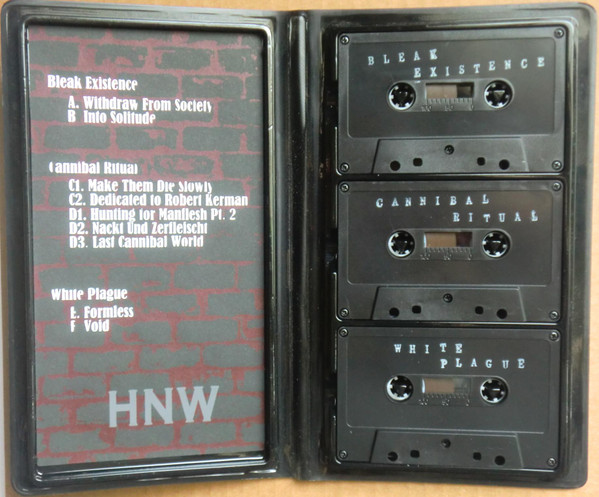 Bleak Existence
A. Withdraw From Society
B Into Solitude
Cannibal Ritual
C1. Make Them Die Slowly
C2. Dedicated to Robert Kerman
D1. Hunting for Manflesh Pt. 2
D2. Nackt Und Zerfleischt
D3. Last Cannibal World
White Plague
E. Formless
F Void
HNW
BLEAK
EXISTENCE
CANNIBAL
RITUAL
WHITE
PLAGUE